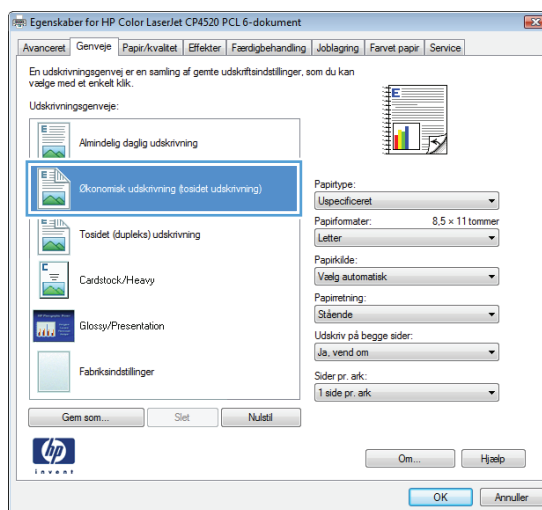 Egenskaber for HP Color LaserJet CP4520 PCL 6-dokument
Avanceret Genveje Papir/kvalitet Effekter Færdigbehandling Joblagring Farvet papir Service
En udskrivningsgenvej er en samling af gemte udskriftsindstillinger, som du kan
vælge med et enkelt klik.
Udskrivningsgenveje:
Almindelig daglig udskrivning
Økonomisk udskrivning (tosidet udskrivning)
Tosidet (dupleks) udskrivning
Cardstock/Heavy
Glossy/Presentation
Fabriksindstillinger
Gem som... Slet Nulstil
Papirtype:
Uspecificeret
Papirformater: 8,5 × 11 tommer
Letter
Papirkilde:
Vælg automatisk
Papirretning:
Stående
Udskriv på begge sider:
Ja, vend om
Sider pr. ark:
1 side pr. ark
hp
invent
Om... Hjælp
OK Annuller